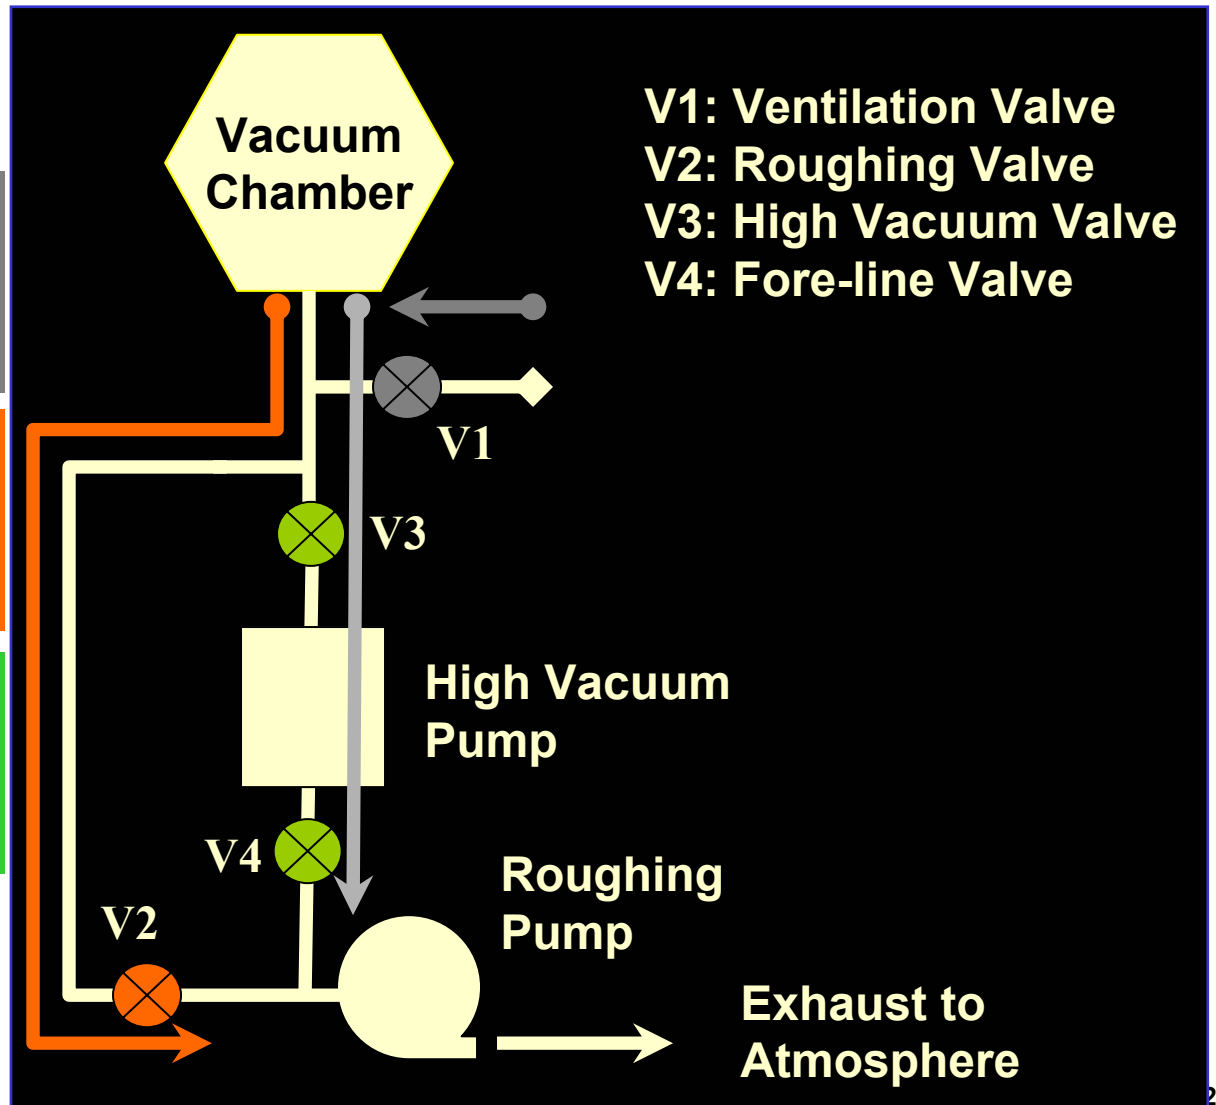 Vacuum
Chamber
V1: Ventilation Valve
V2: Roughing Valve
V3: High Vacuum Valve
V4: Fore-line Valve
V1
V3
High Vacuum
Pump
V4
Roughing
Pump
V2
Exhaust to
Atmosphere
2